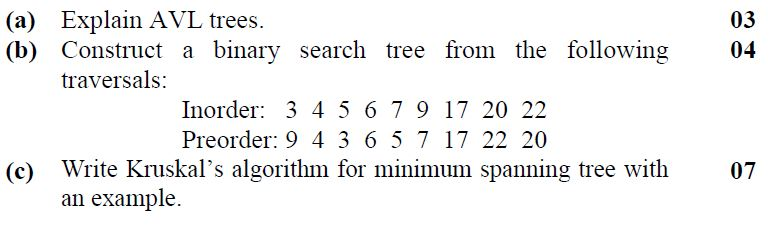 (a) Explain AVL trees. 03
(b) Construct a binary search tree from the following 04
traversals:
Inorder: 3 4 5 6 7 9 17 20 22
Preorder: 9 4 3 6 5 7 17 22 20
(c) Write Kruskal’s algorithm for minimum spanning tree with 07
an example.